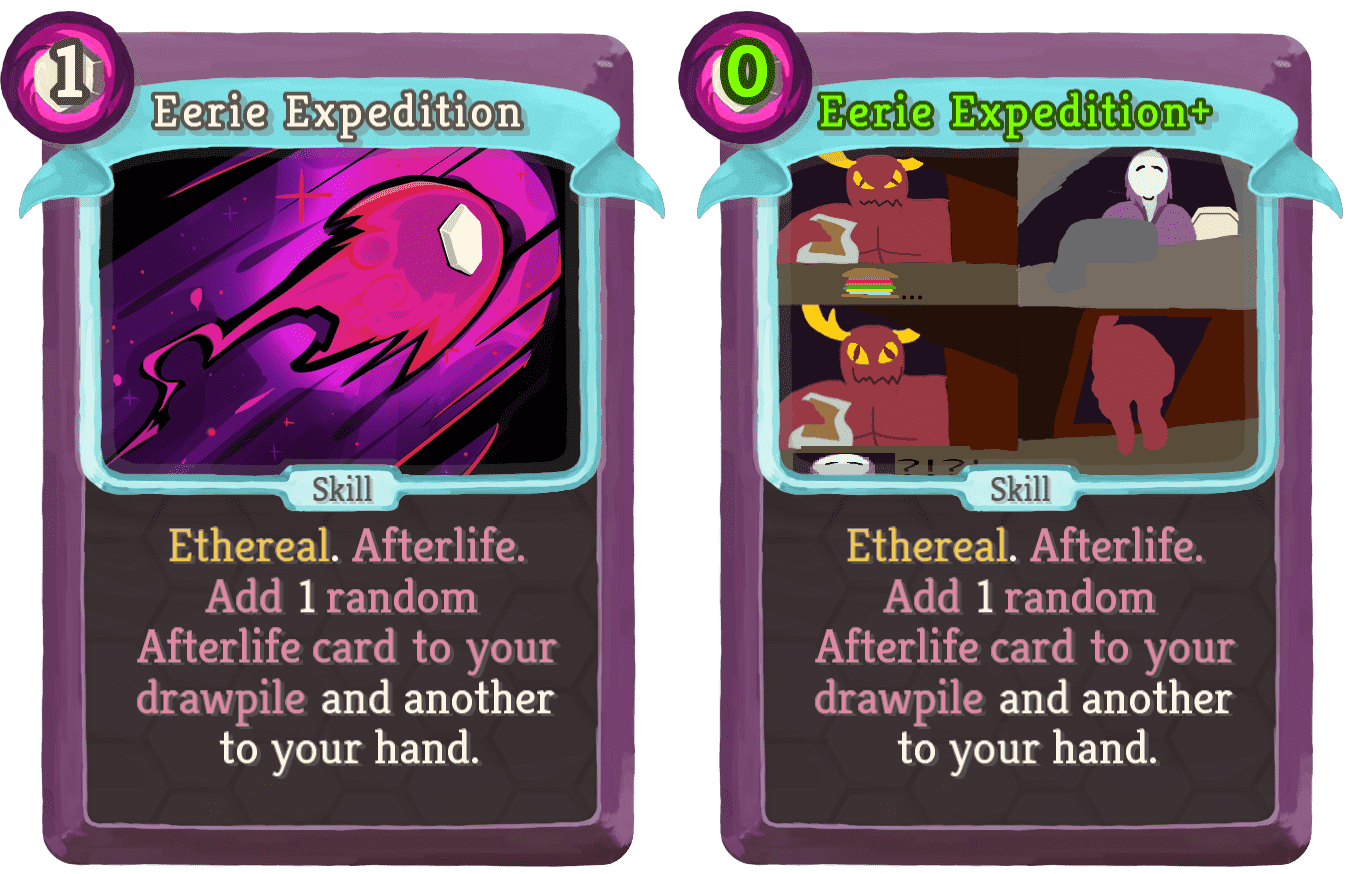 1
Eerie Expedition
Skill
Ethereal. Afterlife.
Add 1 random
Afterlife card to your
drawpile and another
to your hand.
0
Eerie Expedition+
...
?!?!
Skill
Ethereal. Afterlife.
Add 1 random
Afterlife card to your
drawpile and another
to your hand.